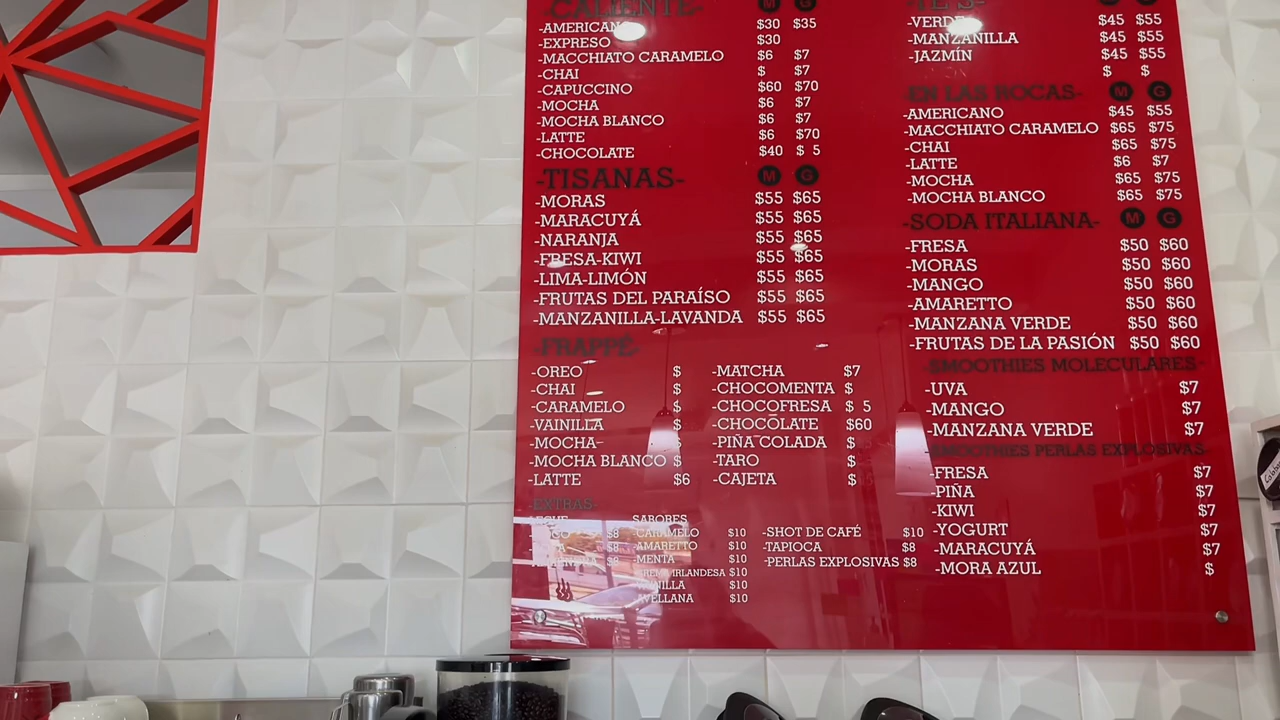 -CALIENTE- M G
-AMERICANO $30 $35
-EXPRESO $30
-MACCHIATO CARAMELO $6 $7
-CHAI $ $7
-CAPUCCINO $60 $70
-MOCHA $6 $7
-MOCHA BLANCO $6 $7
-LATTE $6 $70
-CHOCOLATE $40 $ 5
-TISANAS- M G
-MORAS $55 $65
-MARACUYÁ $55 $65
-NARANJA $55 $65
-FRESA-KIWI $55 $65
-LIMA-LIMÓN $55 $65
-FRUTAS DEL PARAÍSO $55 $65
-MANZANILLA-LAVANDA $55 $65
-FRAPPÉ-
-OREO $
-CHAI $
-CARAMELO $
-VAINILLA $
-MOCHA $
-MOCHA BLANCO $
-LATTE $6
-MATCHA $7
-CHOCOMENTA $
-CHOCOFRESA $ 5
-CHOCOLATE $60
-PIÑA COLADA $
-TARO $
-CAJETA $
-EXTRAS-
$8
$8
$8
SABORES
-CARAMELO $10
-AMARETTO $10
-MENTA $10
IRLANDESA $10
$10
AVELLANA $10
-SHOT DE CAFÉ $10
-TAPIOCA $8
-PERLAS EXPLOSIVAS $8
-TÉ'S- M G
-VERDE $45 $55
-MANZANILLA $45 $55
-JAZMÍN $45 $55
$ $
-EN LAS ROCAS- M G
-AMERICANO $45 $55
-MACCHIATO CARAMELO $65 $75
-CHAI $65 $75
-LATTE $6 $7
-MOCHA $65 $75
-MOCHA BLANCO $65 $75
-SODA ITALIANA- M G
-FRESA $50 $60
-MORAS $50 $60
-MANGO $50 $60
-AMARETTO $50 $60
-MANZANA VERDE $50 $60
-FRUTAS DE LA PASIÓN $50 $60
-SMOOTHIES MOLECULARES-
-UVA $7
-MANGO $7
-MANZANA VERDE $7
-SMOOTHIES PERLAS EXPLOSIVAS-
-FRESA $7
-PIÑA $7
-KIWI $7
-YOGURT $7
-MARACUYÁ $7
-MORA AZUL $